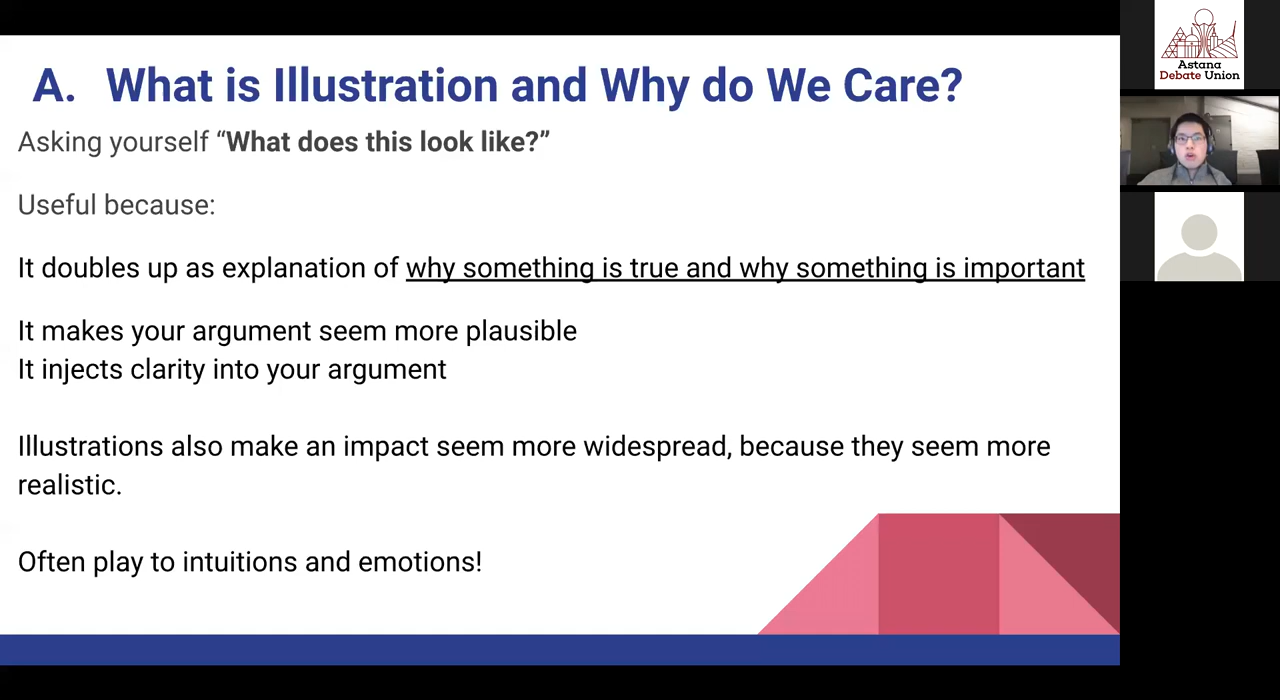 A. What is Illustration and Why do We Care?
Asking yourself “What does this look like?”
Useful because:
It doubles up as explanation of why something is true and why something is important
It makes your argument seem more plausible
It injects clarity into your argument
Illustrations also make an impact seem more widespread, because they seem more
realistic.
Often play to intuitions and emotions!
Astana
Debate Union